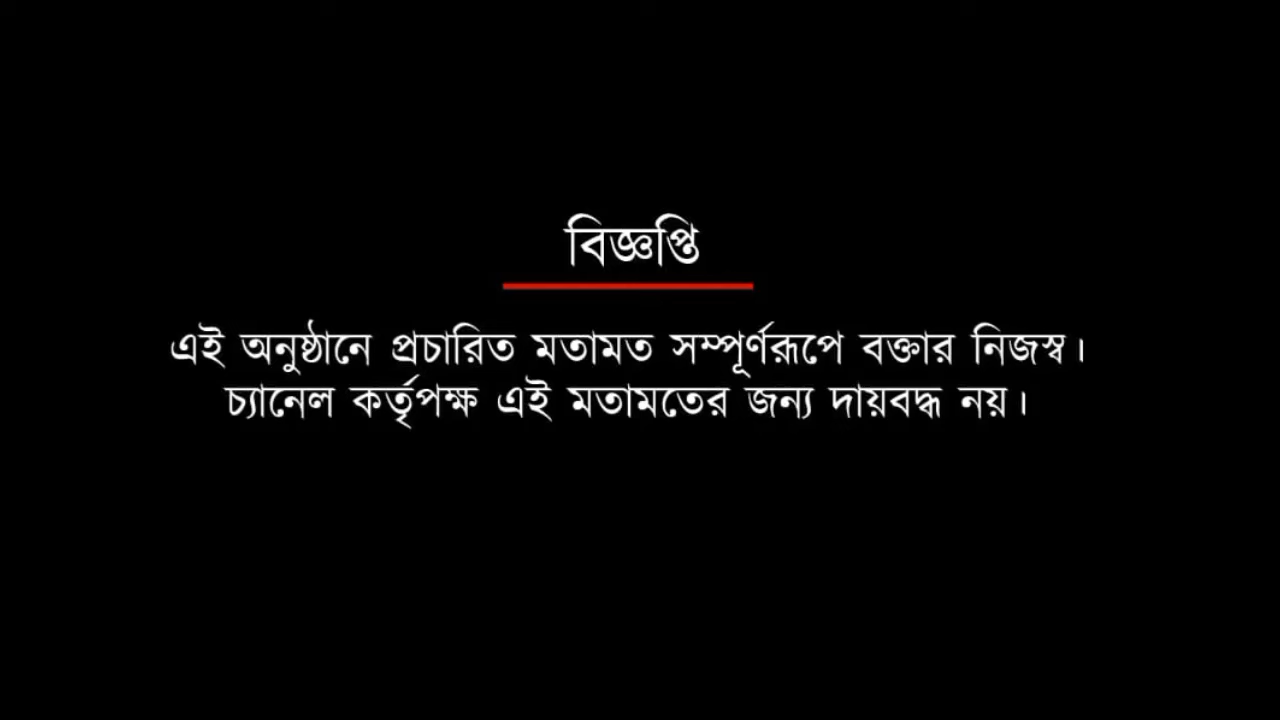 বিজ্ঞপ্তি
এই অনুষ্ঠানে প্রচারিত মতামত সম্পূর্ণরূপে বক্তার নিজস্ব।
চ্যানেল কর্তৃপক্ষ এই মতামতের জন্য দায়বদ্ধ নয়।